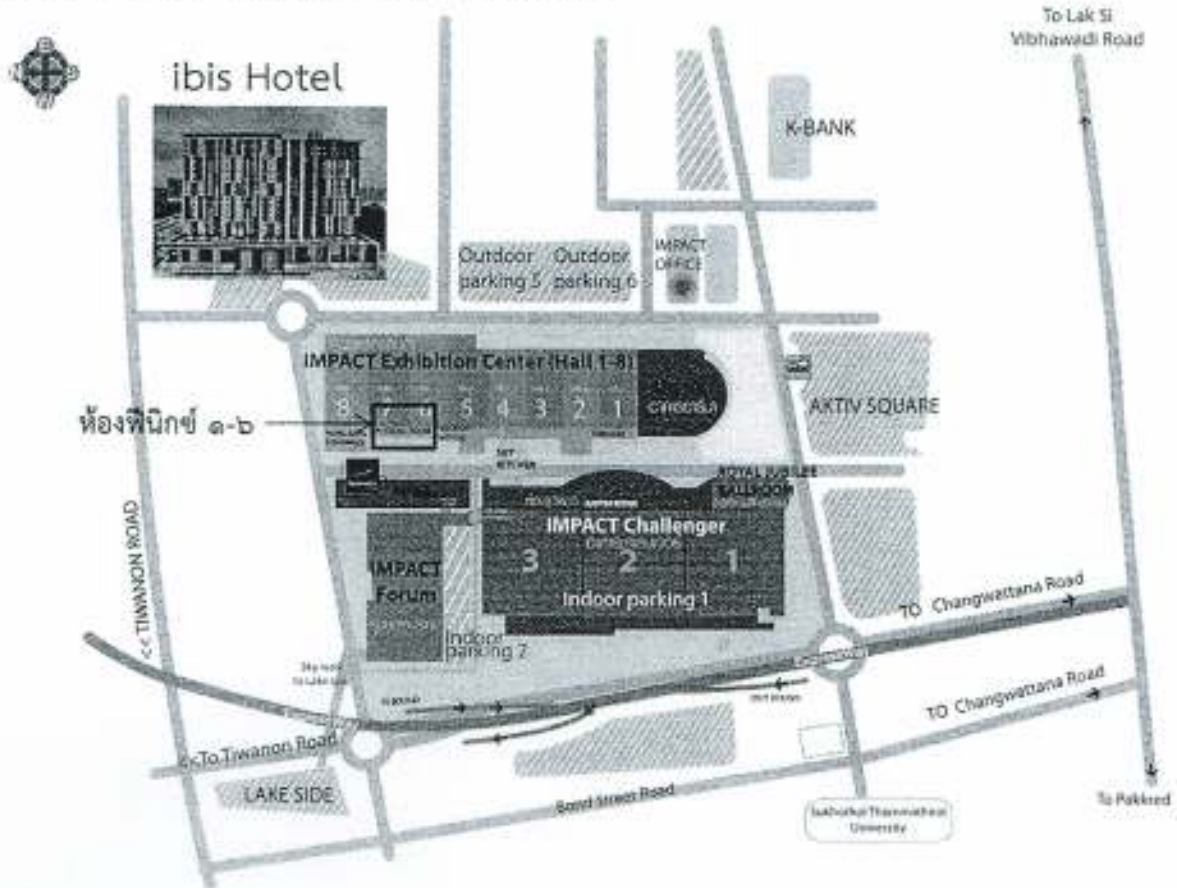 To Lak Si
Vibhawadi Road
ibis Hotel
K-BANK
Outdoor
parking 5
Outdoor
parking 6
IMPACT
OFFICE
IMPACT Exhibition Center (Hall 1-8)
8 7 6 5 4 3 2 1
ห้องฟีนิกซ์ ๑-๖
AKTIV SQUARE
ROYAL JUBILEE
BALLROOM
IMPACT Challenger
3 2 1
Indoor parking 1
IMPACT
Forum
Indoor
parking 2
<< TIWANON ROAD
TO Changwattana Road
TO Changwattana Road
<<To Tiwanon Road
LAKE SIDE
Bond Street Road
To Pakkred
University